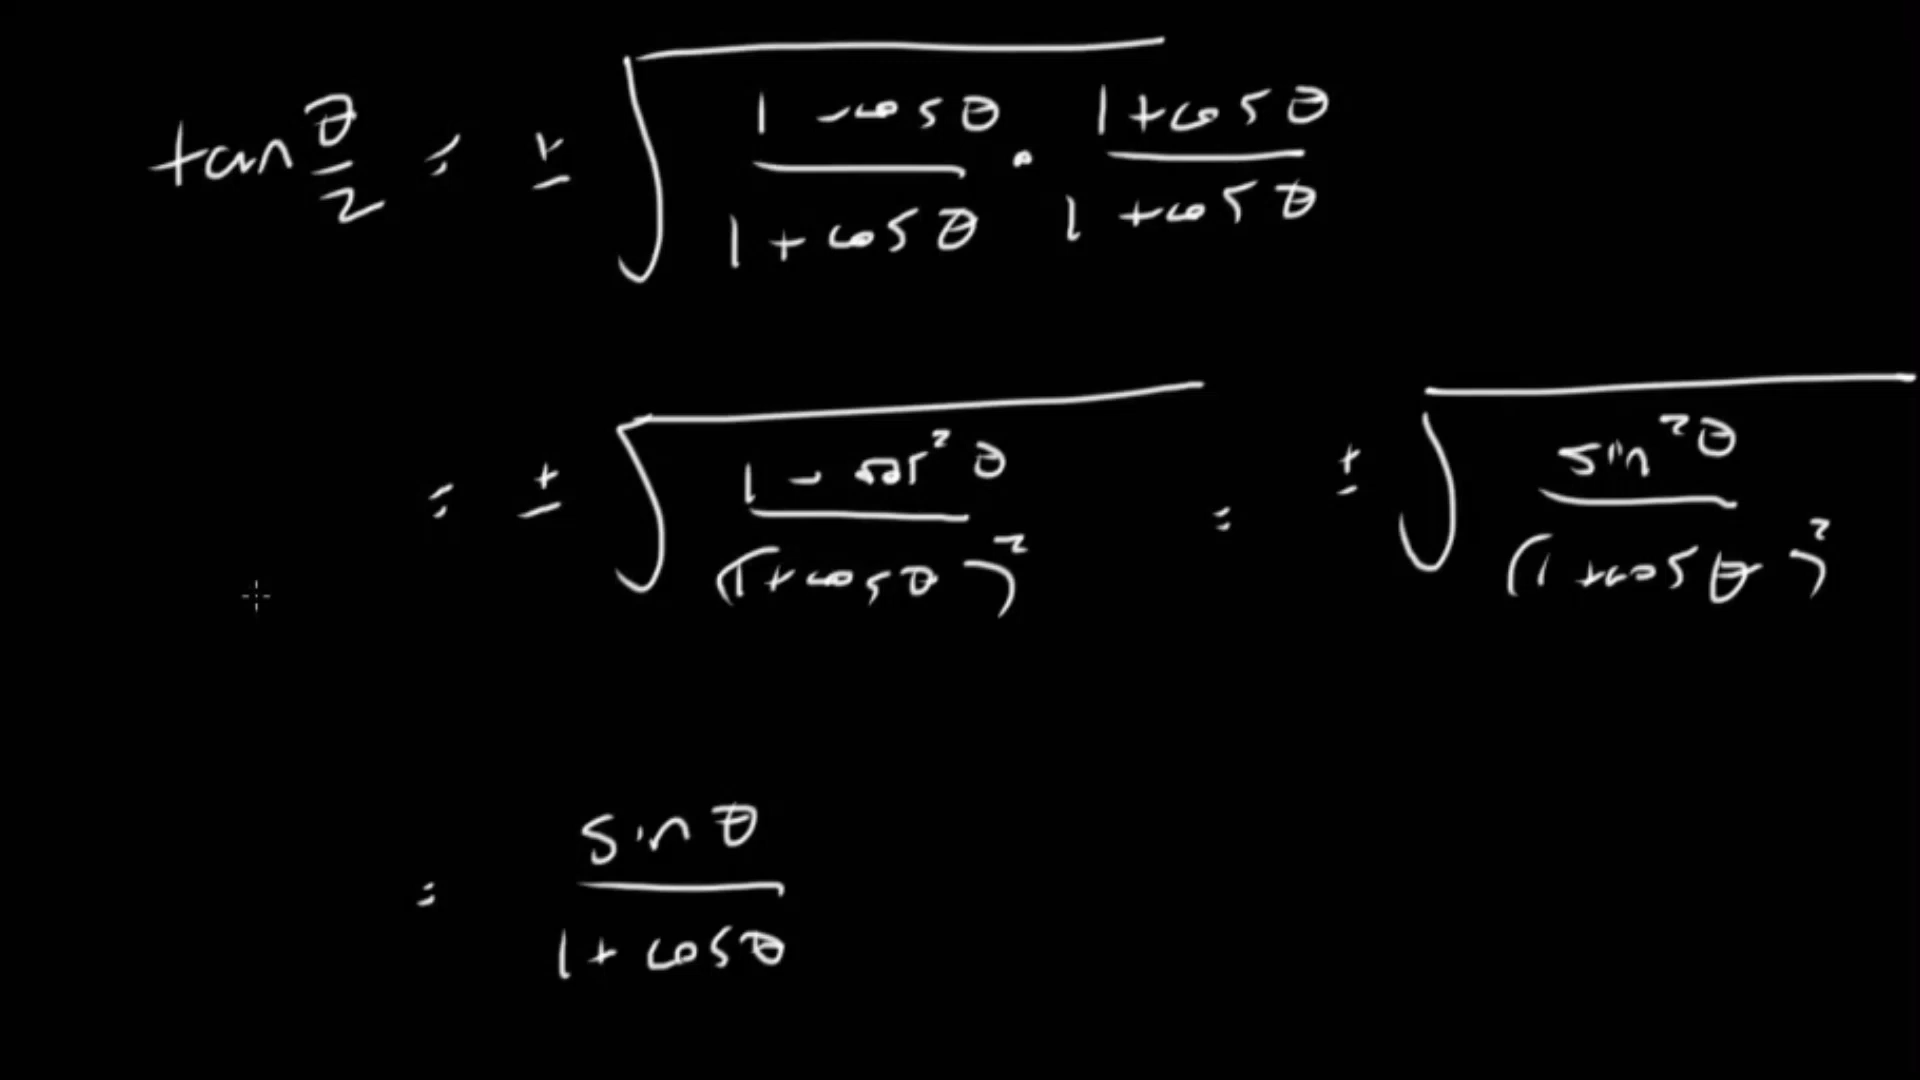 tan θ/2 = ± √((1 - cos θ)/(1 + cos θ) · (1 + cos θ)/(1 + cos θ))
= ± √((1 - cos² θ)/(1 + cos θ)²) = ± √(sin² θ/(1 + cos θ)²)
= sin θ/(1 + cos θ)